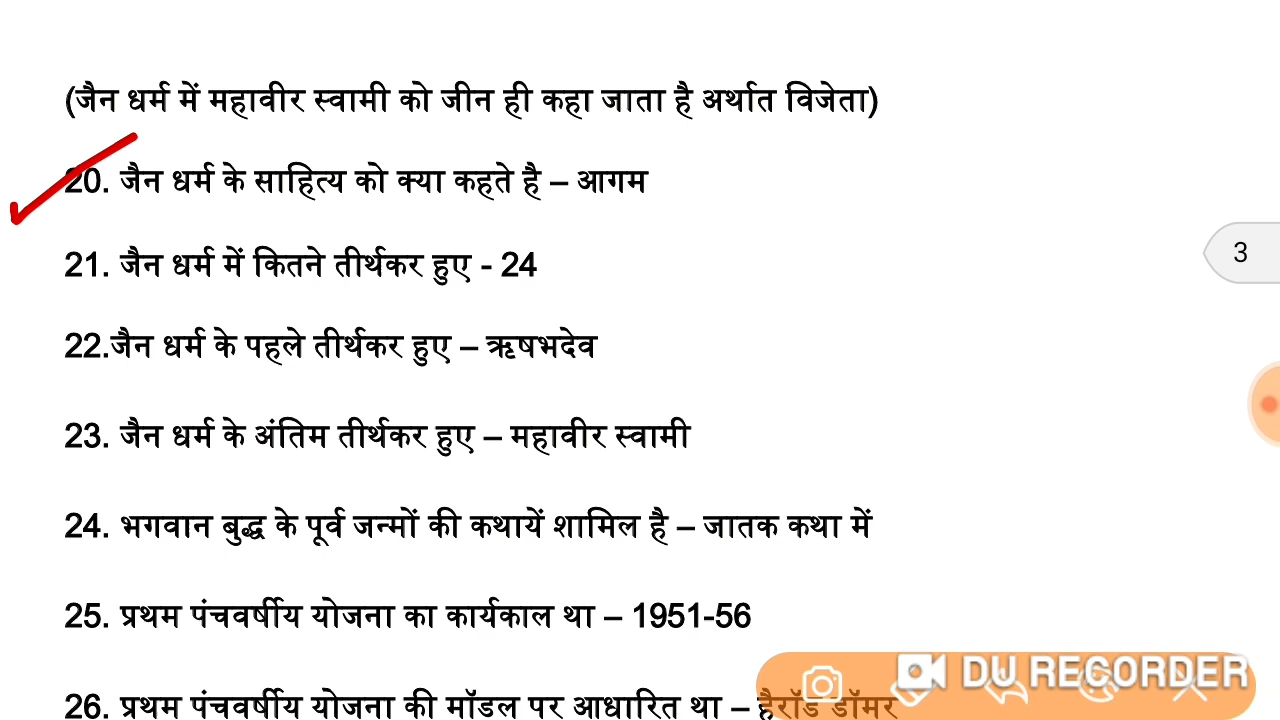 (जैन धर्म में महावीर स्वामी को जीन ही कहा जाता है अर्थात विजेता)
20. जैन धर्म के साहित्य को क्या कहते है – आगम
21. जैन धर्म में कितने तीर्थकर हुए - 24
3
22.जैन धर्म के पहले तीर्थकर हुए – ऋषभदेव
23. जैन धर्म के अंतिम तीर्थकर हुए – महावीर स्वामी
24. भगवान बुद्ध के पूर्व जन्मों की कथायें शामिल है – जातक कथा में
25. प्रथम पंचवर्षीय योजना का कार्यकाल था – 1951-56
DU RECORDER
26. प्रथम पंचवर्षीय योजना की मॉडल पर आधारित था – हैरॉड डॉमर